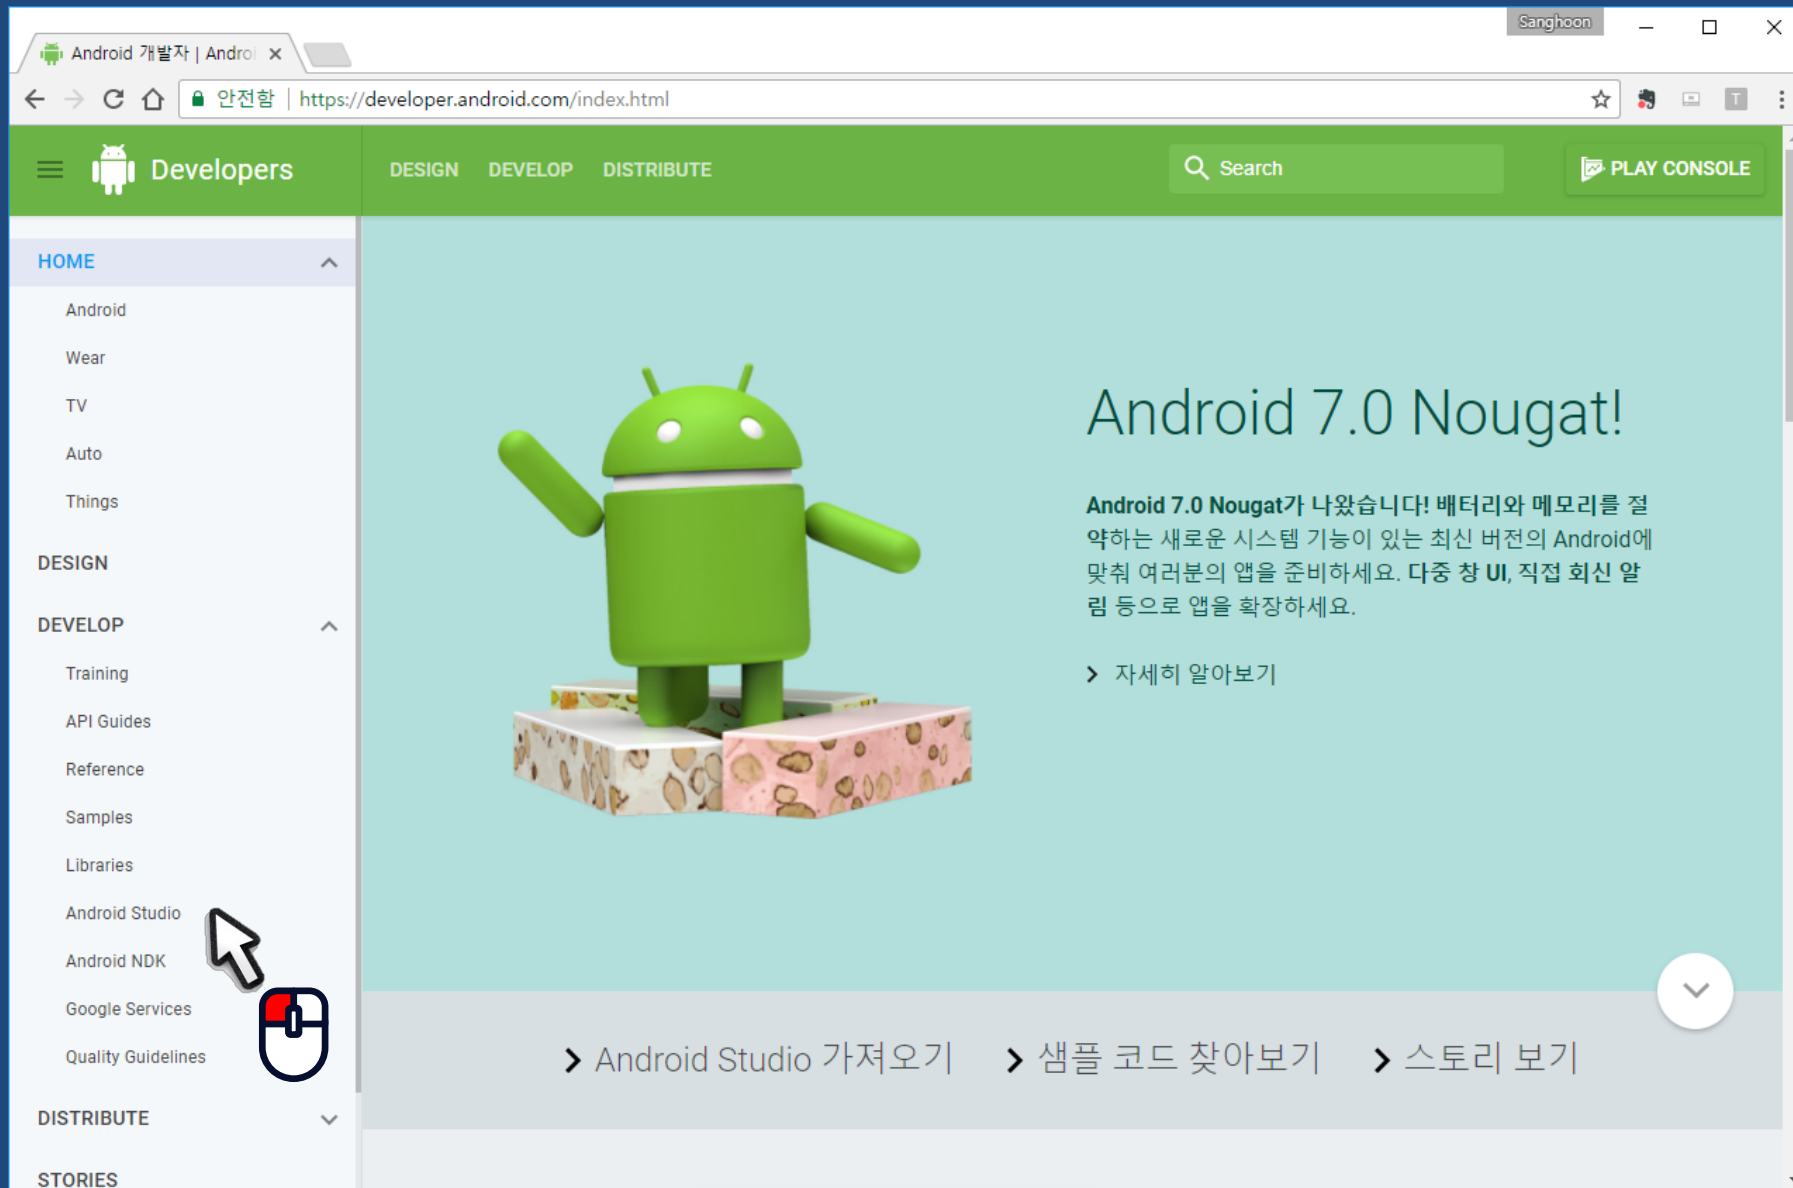 Sanghoon
Android 개발자 | Androi
안전함 | https://developer.android.com/index.html
T
Developers
DESIGN DEVELOP DISTRIBUTE
Search
PLAY CONSOLE
HOME
Android
Wear
TV
Auto
Things
DESIGN
DEVELOP
Training
API Guides
Reference
Samples
Libraries
Android Studio
Android NDK
Google Services
Quality Guidelines
DISTRIBUTE
STORIES
Android 7.0 Nougat!
Android 7.0 Nougat가 나왔습니다! 배터리와 메모리를 절
약하는 새로운 시스템 기능이 있는 최신 버전의 Android에
맞춰 여러분의 앱을 준비하세요. 다중 창 UI, 직접 회신 알
림 등으로 앱을 확장하세요.
자세히 알아보기
Android Studio 가져오기
샘플 코드 찾아보기
스토리 보기